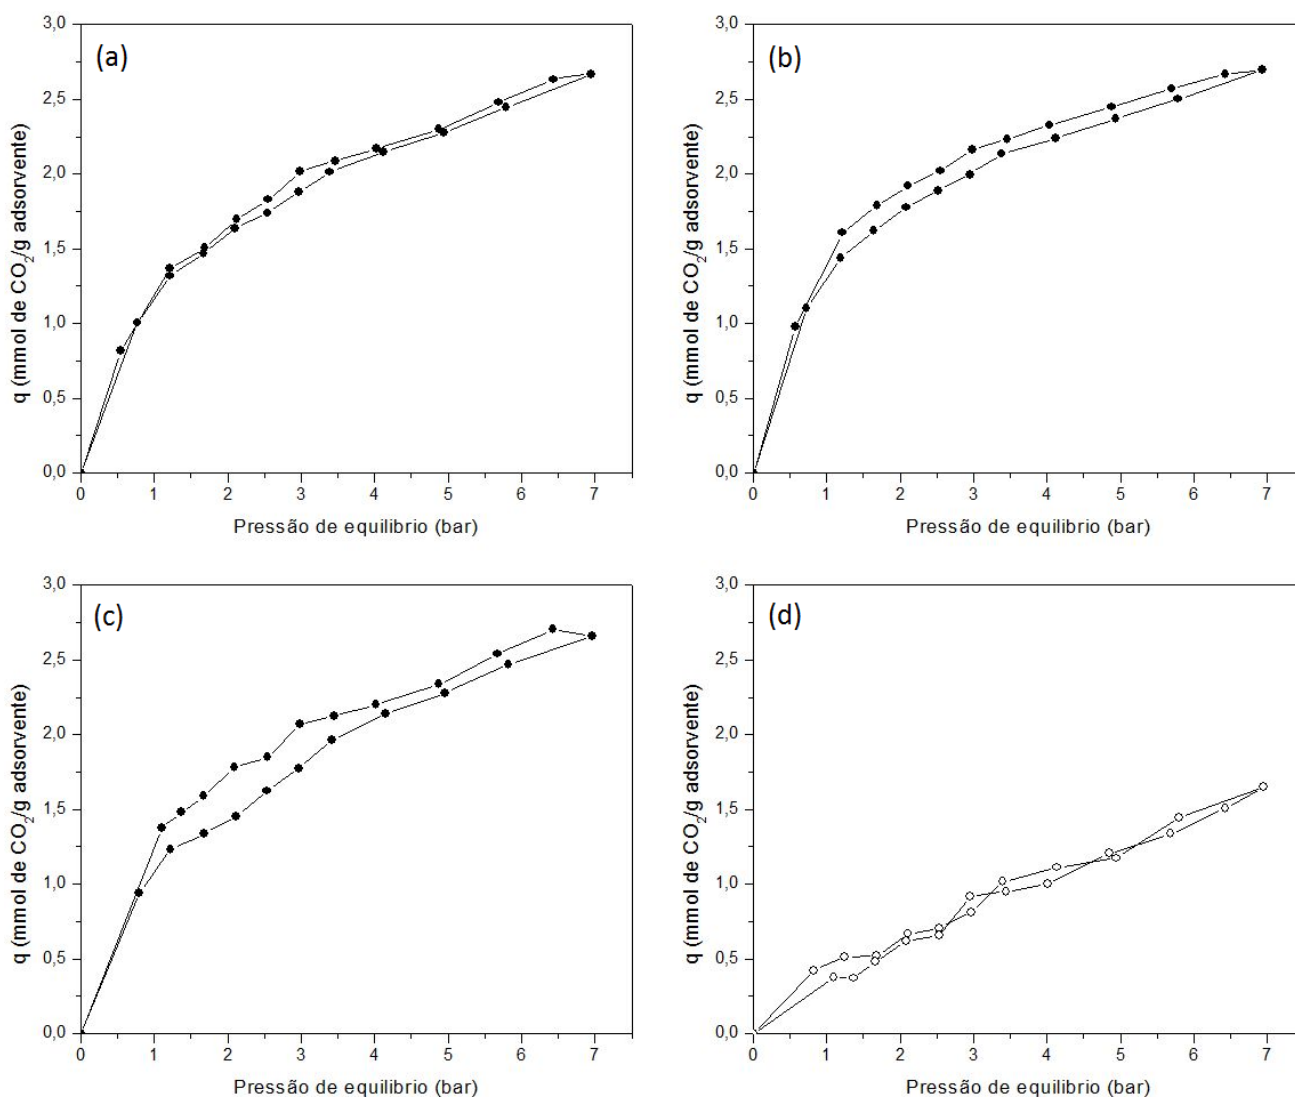 (a)
3,0
2,5
2,0
1,5
1,0
0,5
0,0
q (mmol de CO₂/g adsorvente)
0 1 2 3 4 5 6 7
Pressão de equilibrio (bar)
(b)
3,0
2,5
2,0
1,5
1,0
0,5
0,0
q (mmol de CO₂/g adsorvente)
0 1 2 3 4 5 6 7
Pressão de equilibrio (bar)
(c)
3,0
2,5
2,0
1,5
1,0
0,5
0,0
q (mmol de CO₂/g adsorvente)
0 1 2 3 4 5 6 7
Pressão de equilibrio (bar)
(d)
3,0
2,5
2,0
1,5
1,0
0,5
0,0
q (mmol de CO₂/g adsorvente)
0 1 2 3 4 5 6 7
Pressão de equilibrio (bar)